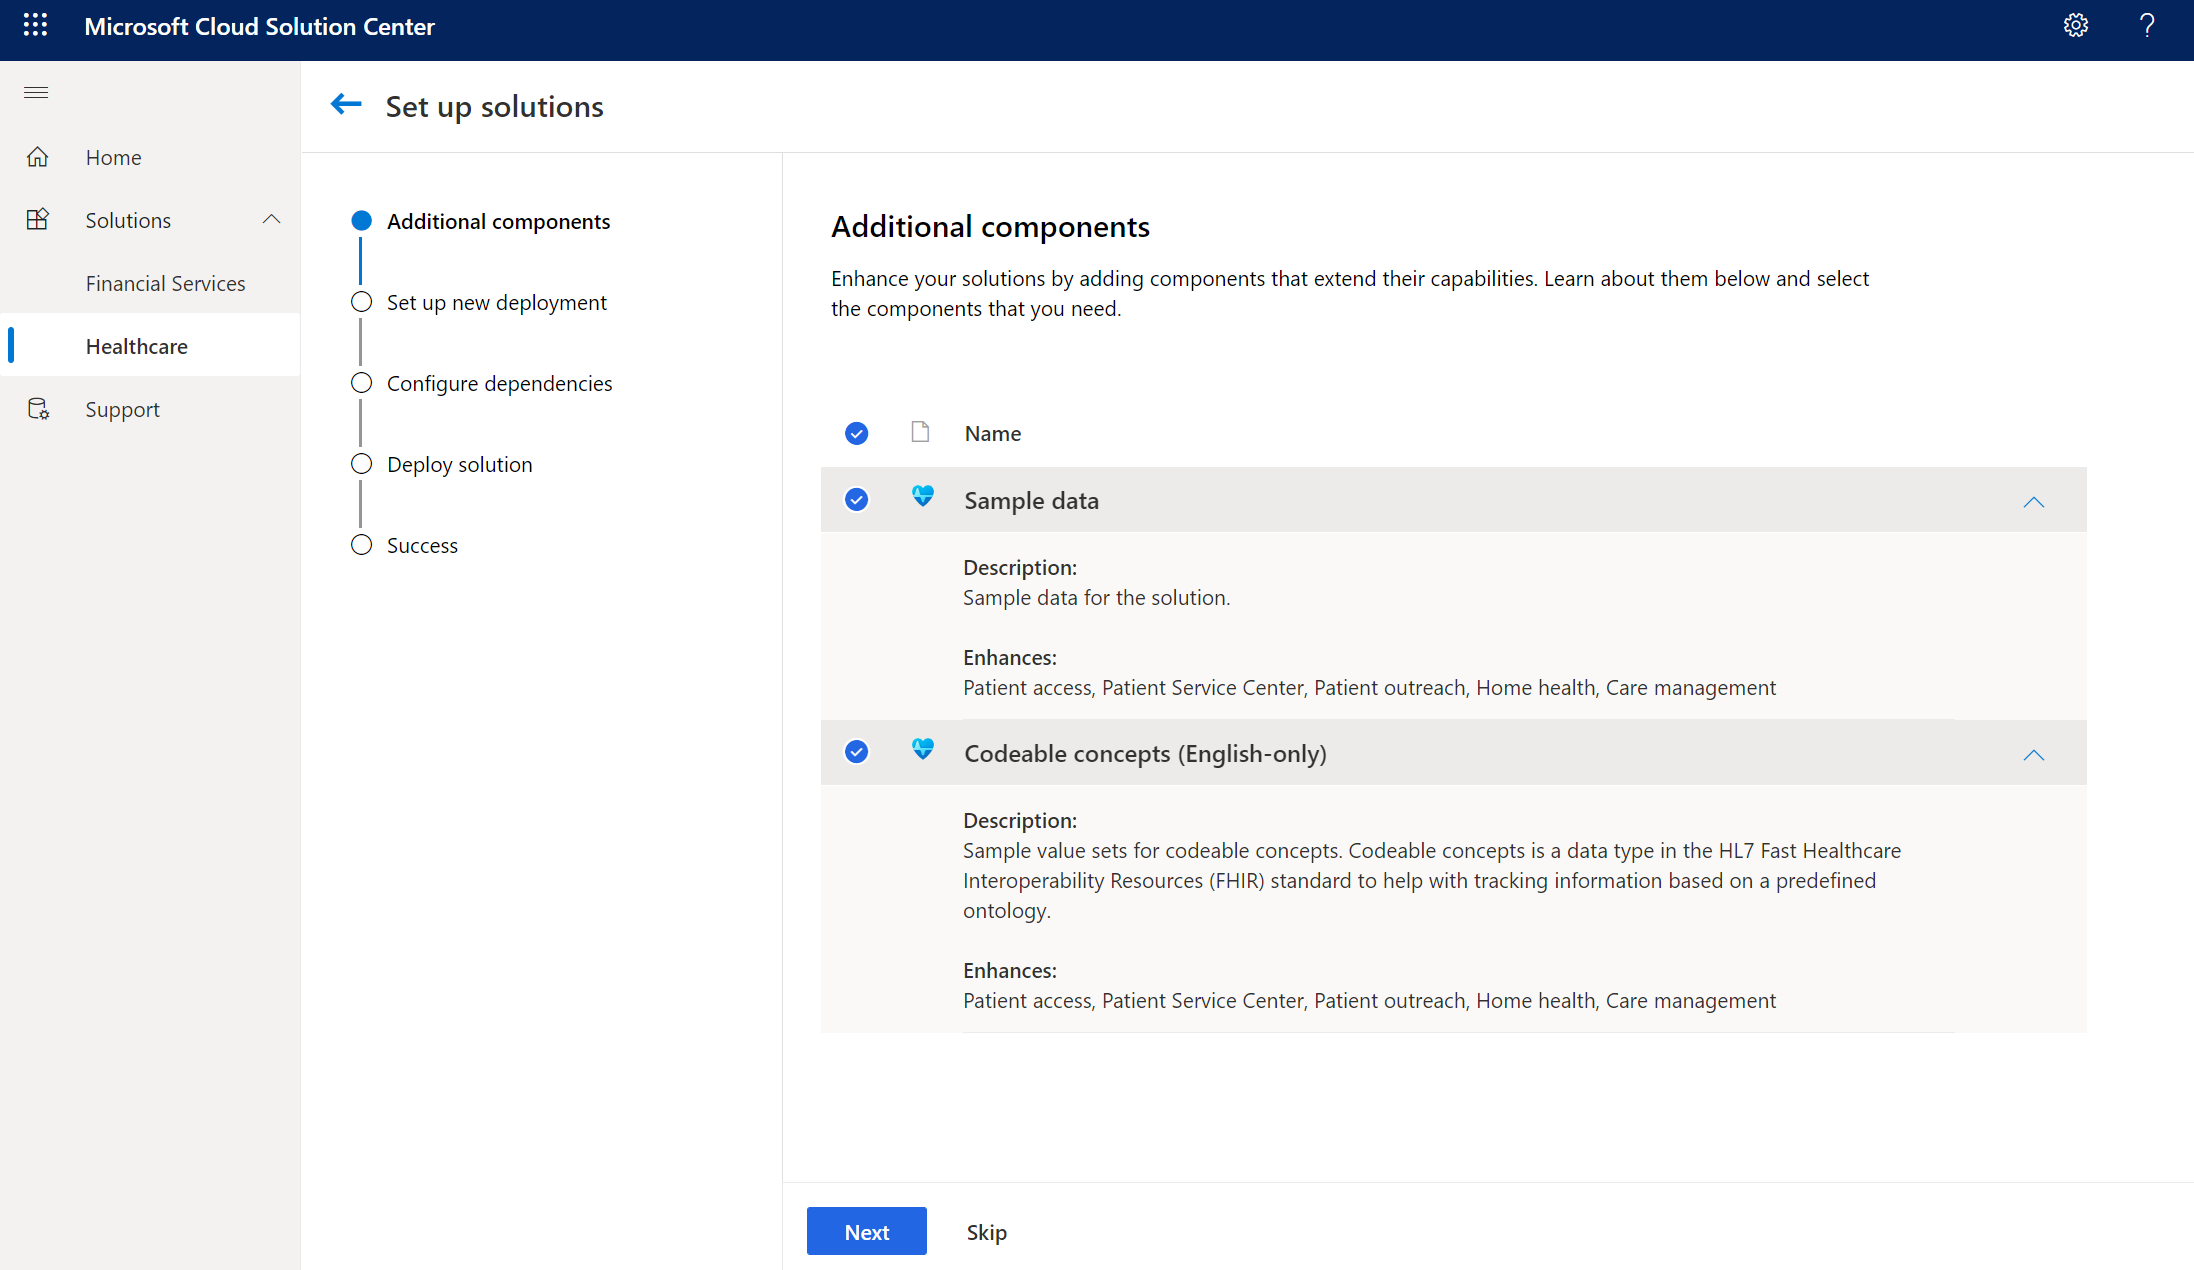 Microsoft Cloud Solution Center
?
Home
Solutions
Financial Services
Healthcare
Support
Set up solutions
Additional components
Set up new deployment
Configure dependencies
Deploy solution
Success
Additional components
Enhance your solutions by adding components that extend their capabilities. Learn about them below and select
the components that you need.
Name
Sample data
Description:
Sample data for the solution.
Enhances:
Patient access, Patient Service Center, Patient outreach, Home health, Care management
Codeable concepts (English-only)
Description:
Sample value sets for codeable concepts. Codeable concepts is a data type in the HL7 Fast Healthcare
Interoperability Resources (FHIR) standard to help with tracking information based on a predefined
ontology.
Enhances:
Patient access, Patient Service Center, Patient outreach, Home health, Care management
Next
Skip